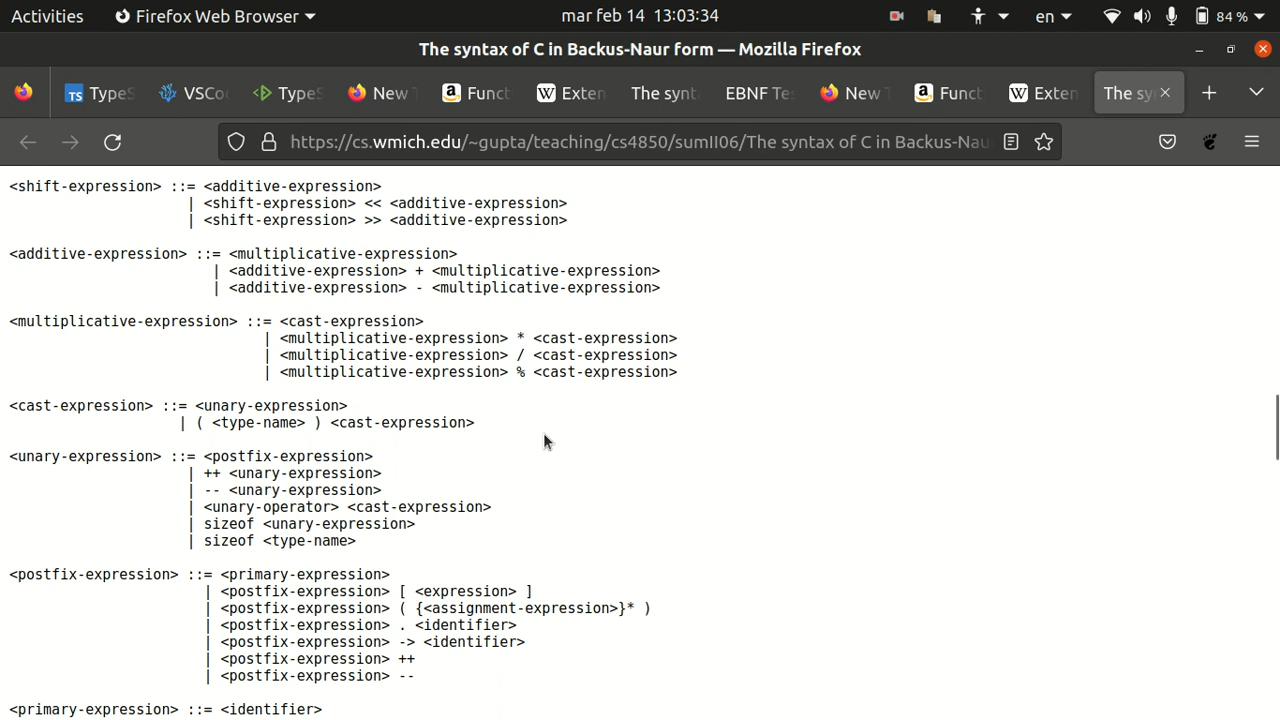 Activities
Firefox Web Browser
mar feb 14 13:03:34
en
84 %
The syntax of C in Backus-Naur form — Mozilla Firefox
TS
TypeS
VSCo
TypeS
New T
a
Funct
W
Exten
The synt
EBNF Te
New T
a
Funct
W
Exten
The sy
https://cs.wmich.edu/~gupta/teaching/cs4850/sumII06/The syntax of C in Backus-Nau
<shift-expression> ::= <additive-expression>
| <shift-expression> << <additive-expression>
| <shift-expression> >> <additive-expression>
<additive-expression> ::= <multiplicative-expression>
| <additive-expression> + <multiplicative-expression>
| <additive-expression> - <multiplicative-expression>
<multiplicative-expression> ::= <cast-expression>
| <multiplicative-expression> * <cast-expression>
| <multiplicative-expression> / <cast-expression>
| <multiplicative-expression> % <cast-expression>
<cast-expression> ::= <unary-expression>
| ( <type-name> ) <cast-expression>
<unary-expression> ::= <postfix-expression>
| ++ <unary-expression>
| -- <unary-expression>
| <unary-operator> <cast-expression>
| sizeof <unary-expression>
| sizeof <type-name>
<postfix-expression> ::= <primary-expression>
| <postfix-expression> [ <expression> ]
| <postfix-expression> ( {<assignment-expression>}* )
| <postfix-expression> . <identifier>
| <postfix-expression> -> <identifier>
| <postfix-expression> ++
| <postfix-expression> --
<primary-expression> ::= <identifier>